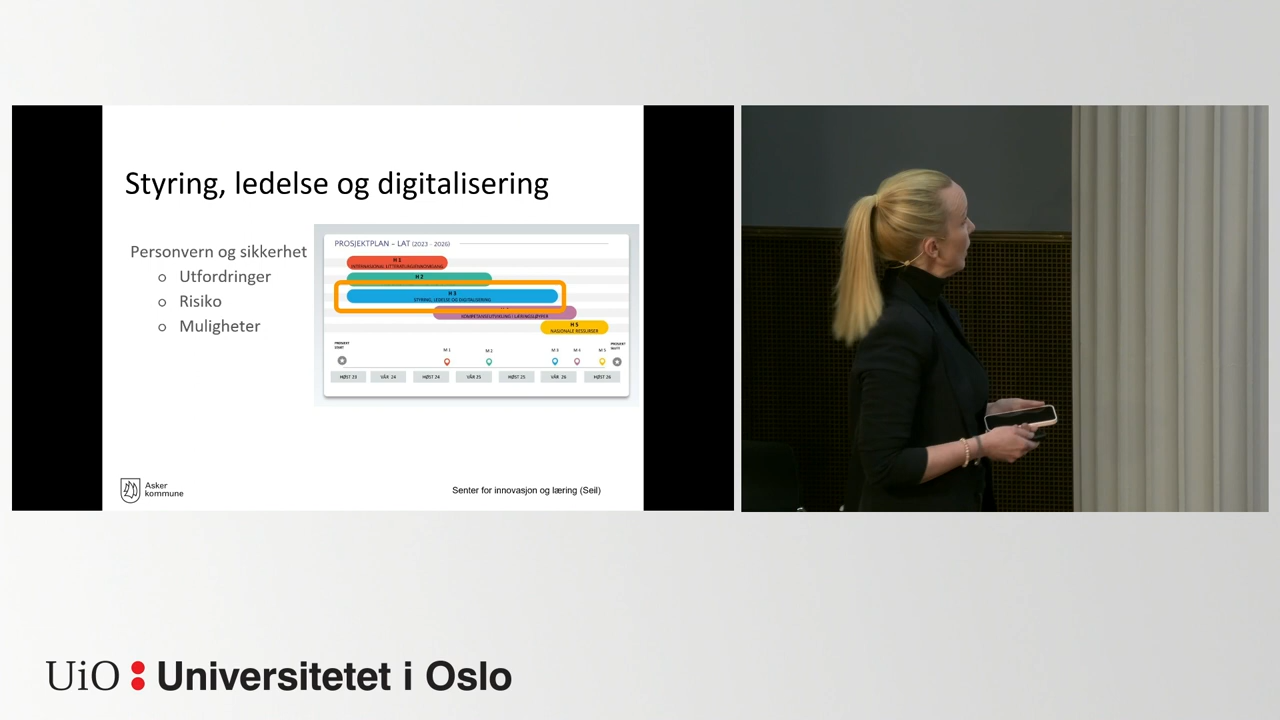 Styring, ledelse og digitalisering
Personvern og sikkerhet
Utfordringer
Risiko
Muligheter
PROSJEKTPLAN – LAT (2023 - 2026)
H 1
H 2
H 3
STYRING, LEDELSE OG DIGITALISERING
KOMPETANSEUTVIKLING I LÆRINGSLØYPER
H 5
NASJONALE RESSURSER
PROSJEKT
START
M 1
M 2
M 3
M 4
M 5
PROSJEKT
SLUTT
HØST 23
VÅR 24
HØST 24
VÅR 25
HØST 25
VÅR 26
HØST 26
Asker
kommune
Senter for innovasjon og læring (Seil)
UiO Universitetet i Oslo